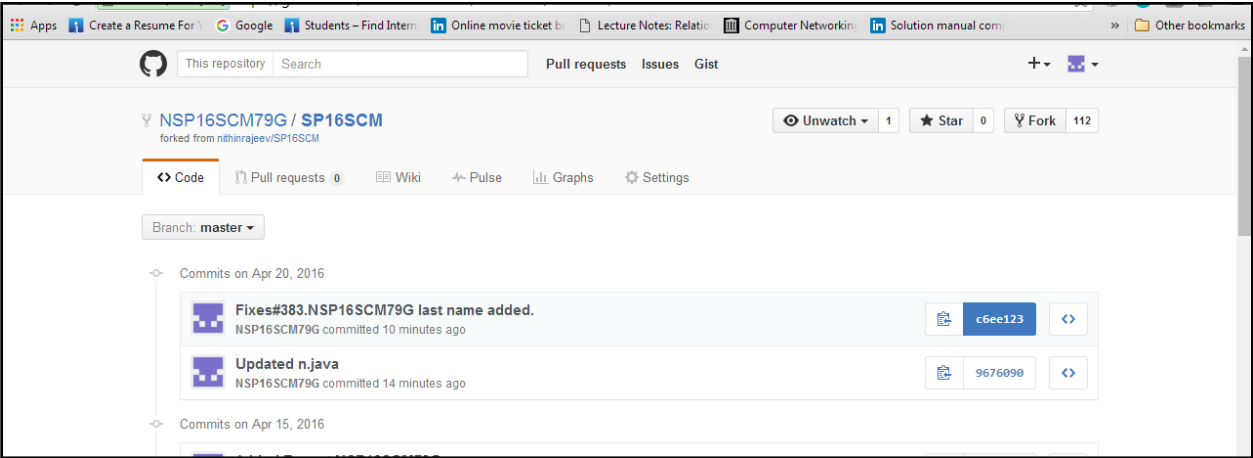 Apps Create a Resume For Google Students – Find Intern Online movie ticket Lecture Notes: Relatio Computer Networking Solution manual com » Other bookmarks
This repository Search Pull requests Issues Gist
NSP16SCM79G / SP16SCM Unwatch 1 Star 0 Fork 112
forked from nithinrajeev/SP16SCM
Code Pull requests 0 Wiki Pulse Graphs Settings
Branch: master
Commits on Apr 20, 2016
Fixes#383.NSP16SCM79G last name added.
NSP16SCM79G committed 10 minutes ago
c6ee123
Updated n.java
NSP16SCM79G committed 14 minutes ago
9676090
Commits on Apr 15, 2016